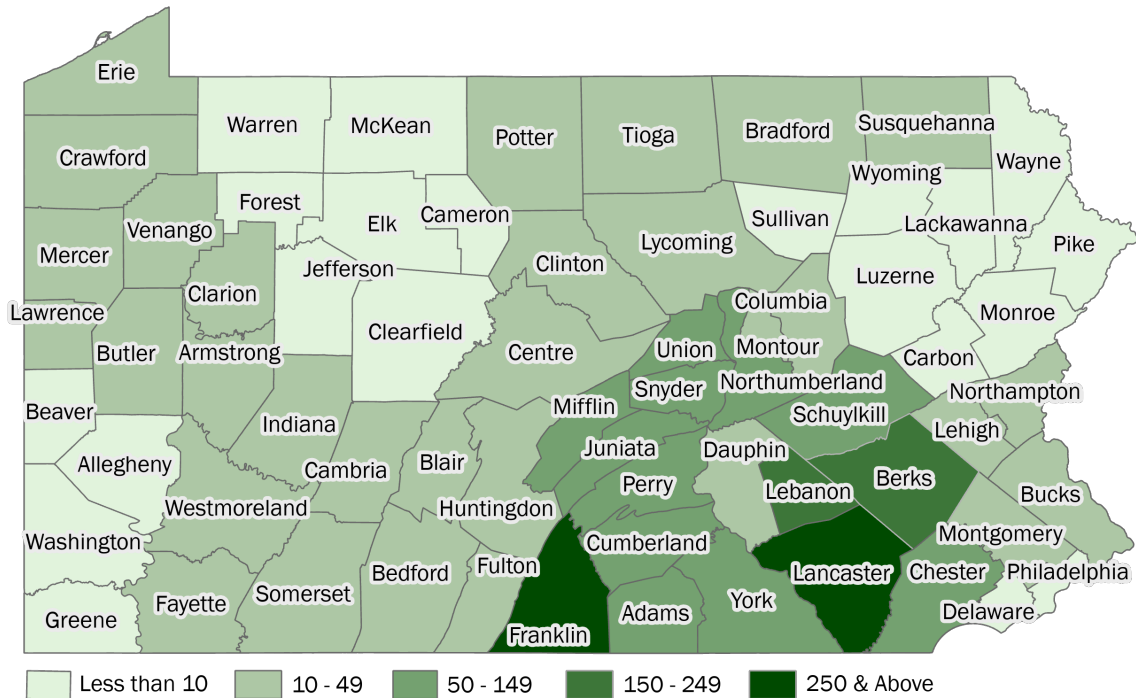 Erie
Warren
McKean
Potter
Tioga
Bradford
Susquehanna
Crawford
Wayne
Wyoming
Forest
Cameron
Sullivan
Venango
Elk
Lackawanna
Lycoming
Pike
Mercer
Jefferson
Clinton
Luzerne
Clarion
Columbia
Lawrence
Monroe
Clearfield
Butler
Armstrong
Centre
Union
Montour
Carbon
Snyder
Northumberland
Northampton
Beaver
Mifflin
Schuylkill
Indiana
Lehigh
Allegheny
Juniata
Dauphin
Cambria
Blair
Perry
Lebanon
Berks
Bucks
Westmoreland
Huntingdon
Montgomery
Washington
Cumberland
Bedford
Fulton
Lancaster
Chester
Philadelphia
Somerset
Fayette
York
Greene
Adams
Delaware
Franklin
Less than 10
10 - 49
50 - 149
150 - 249
250 & Above